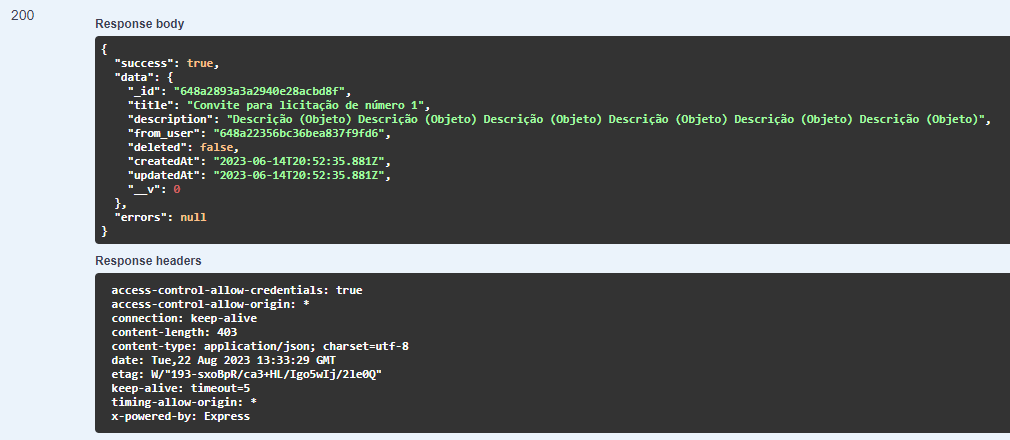 200
Response body
{
  "success": true,
  "data": {
    "_id": "648a2893a3a2940e28acbd8f",
    "title": "Convite para licitação de número 1",
    "description": "Descrição (Objeto) Descrição (Objeto) Descrição (Objeto) Descrição (Objeto) Descrição (Objeto) Descrição (Objeto)",
    "from_user": "648a22356bc36bea837f9fd6",
    "deleted": false,
    "createdAt": "2023-06-14T20:52:35.881Z",
    "updatedAt": "2023-06-14T20:52:35.881Z",
    "__v": 0
  },
  "errors": null
}
Response headers
access-control-allow-credentials: true
access-control-allow-origin: *
connection: keep-alive
content-length: 403
content-type: application/json; charset=utf-8
date: Tue,22 Aug 2023 13:33:29 GMT
etag: W/"193-sxoBpR/ca3+HL/Igo5wIj/2le0Q"
keep-alive: timeout=5
timing-allow-origin: *
x-powered-by: Express